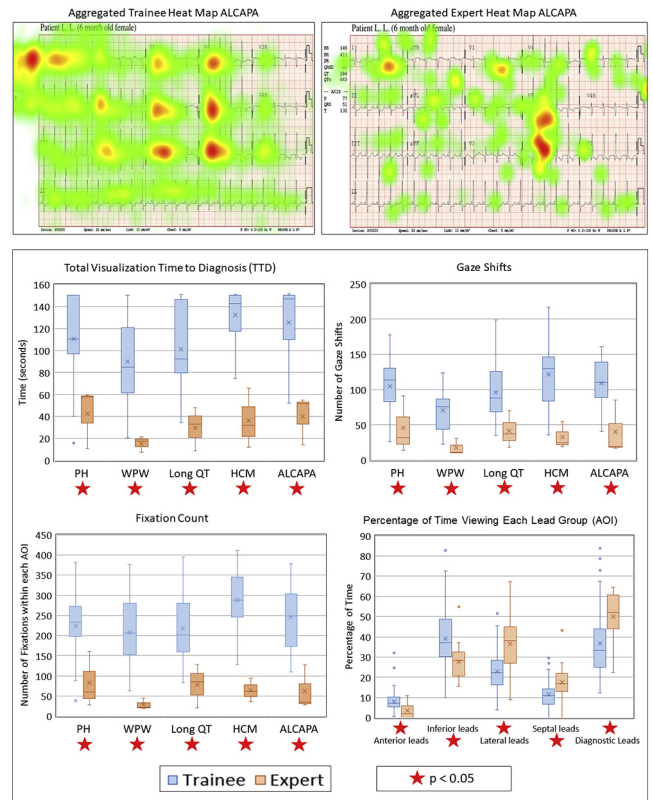 Aggregated Trainee Heat Map ALCAPA
Aggregated Expert Heat Map ALCAPA
Patient L. L. (6 month old female)
Patient L. L. (6 month old female)
Total Visualization Time to Diagnosis (TTD)
Time (seconds)
160
140
120
100
80
60
40
20
0
PH
WPW
Long QT
HCM
ALCAPA
Gaze Shifts
Number of Gaze Shifts
250
200
150
100
50
0
PH
WPW
Long QT
HCM
ALCAPA
Fixation Count
Number of Fixations within each AOI
450
400
350
300
250
200
150
100
50
0
PH
WPW
Long QT
HCM
ALCAPA
Percentage of Time Viewing Each Lead Group (AOI)
Percentage of Time
90
80
70
60
50
40
30
20
10
0
Anterior leads
Inferior leads
Lateral leads
Septal leads
Diagnostic Leads
Trainee
Expert
p < 0.05